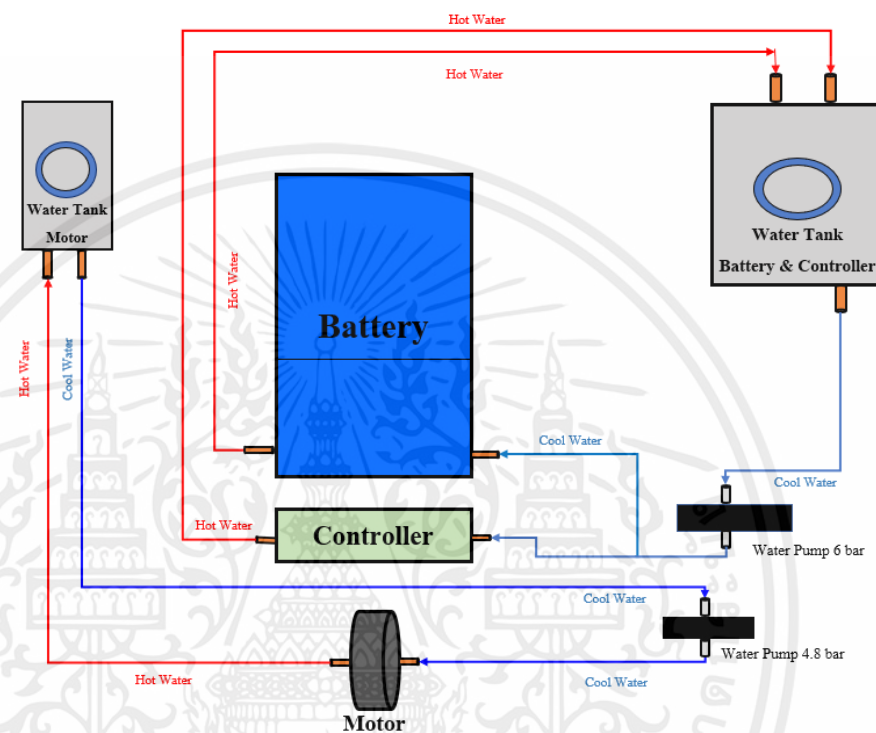 Hot Water
Hot Water
Water Tank
Motor
Water Tank
Battery & Controller
Hot Water
Battery
Hot Water
Cool Water
Cool Water
Cool Water
Hot Water
Controller
Water Pump 6 bar
Cool Water
Water Pump 4.8 bar
Hot Water
Cool Water
Motor